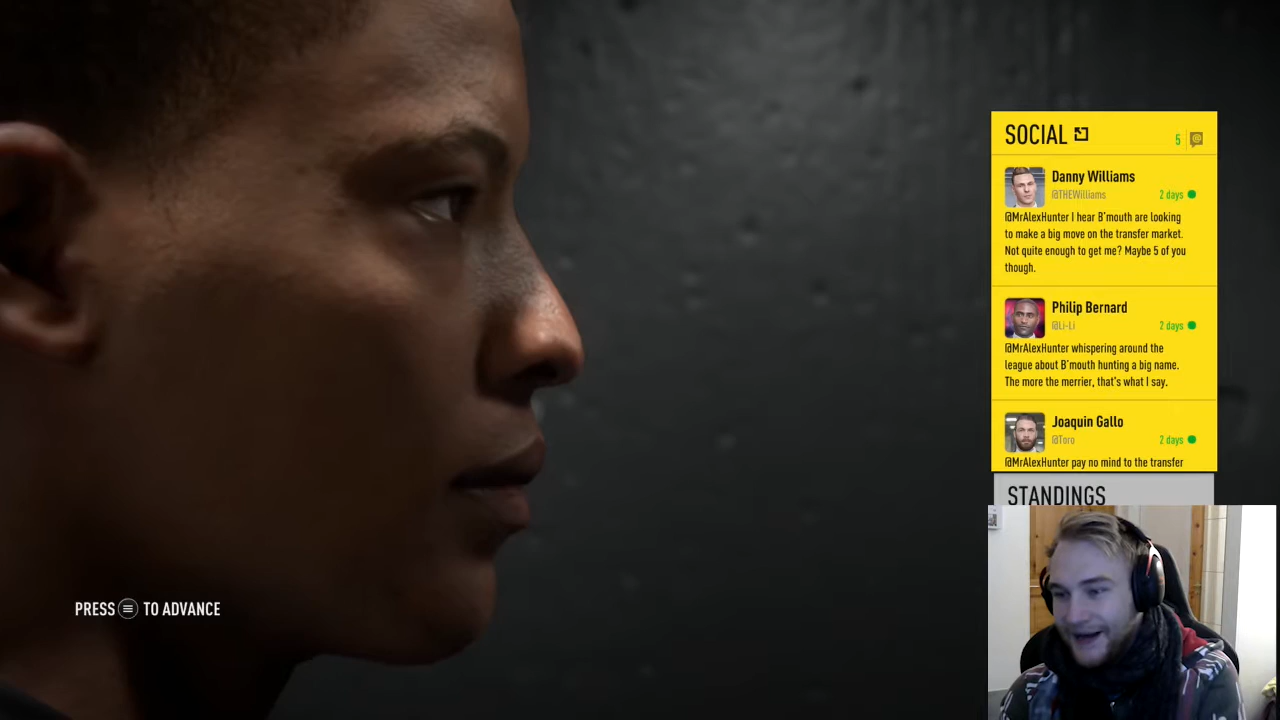 SOCIAL
5
Danny Williams
@THEWilliams
2 days
@MrAlexHunter I hear B'mouth are looking
to make a big move on the transfer market.
Not quite enough to get me? Maybe 5 of you
though.
Philip Bernard
@Li-Li
2 days
@MrAlexHunter whispering around the
league about B'mouth hunting a big name.
The more the merrier, that's what I say.
Joaquin Gallo
@Toro
2 days
@MrAlexHunter pay no mind to the transfer
STANDINGS
PRESS TO ADVANCE